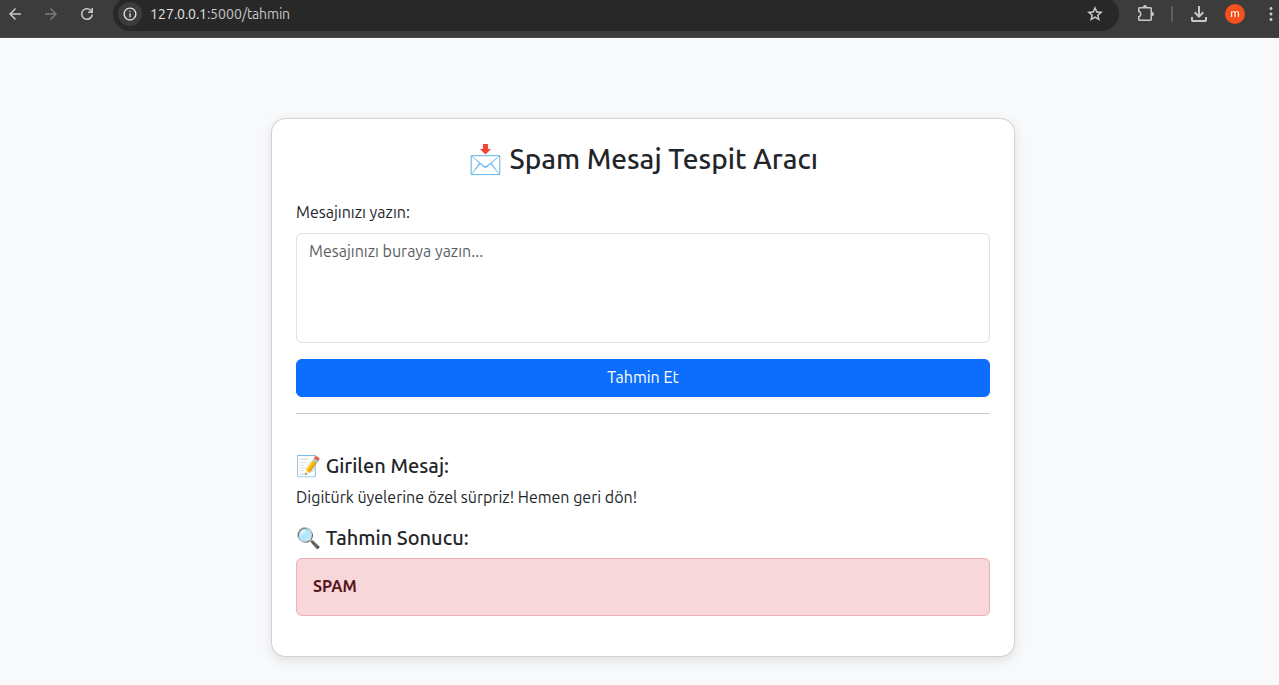 127.0.0.1:5000/tahmin
m
📩 Spam Mesaj Tespit Aracı
Mesajınızı yazın:
Mesajınızı buraya yazın...
Tahmin Et
📝 Girilen Mesaj:
Digitürk üyelerine özel sürpriz! Hemen geri dön!
🔍 Tahmin Sonucu:
SPAM